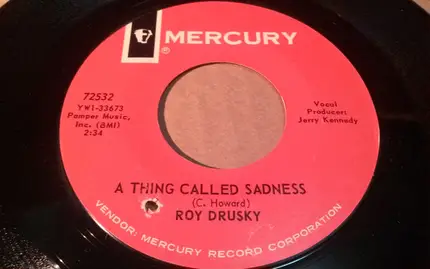 MERCURY
72532
YW1-33673
Pamper Music,
Inc. (BMI)
2:34
Vocal
Producer:
Jerry Kennedy
A THING CALLED SADNESS
(C. Howard)
ROY DRUSKY
VENDOR: MERCURY RECORD CORPORATION